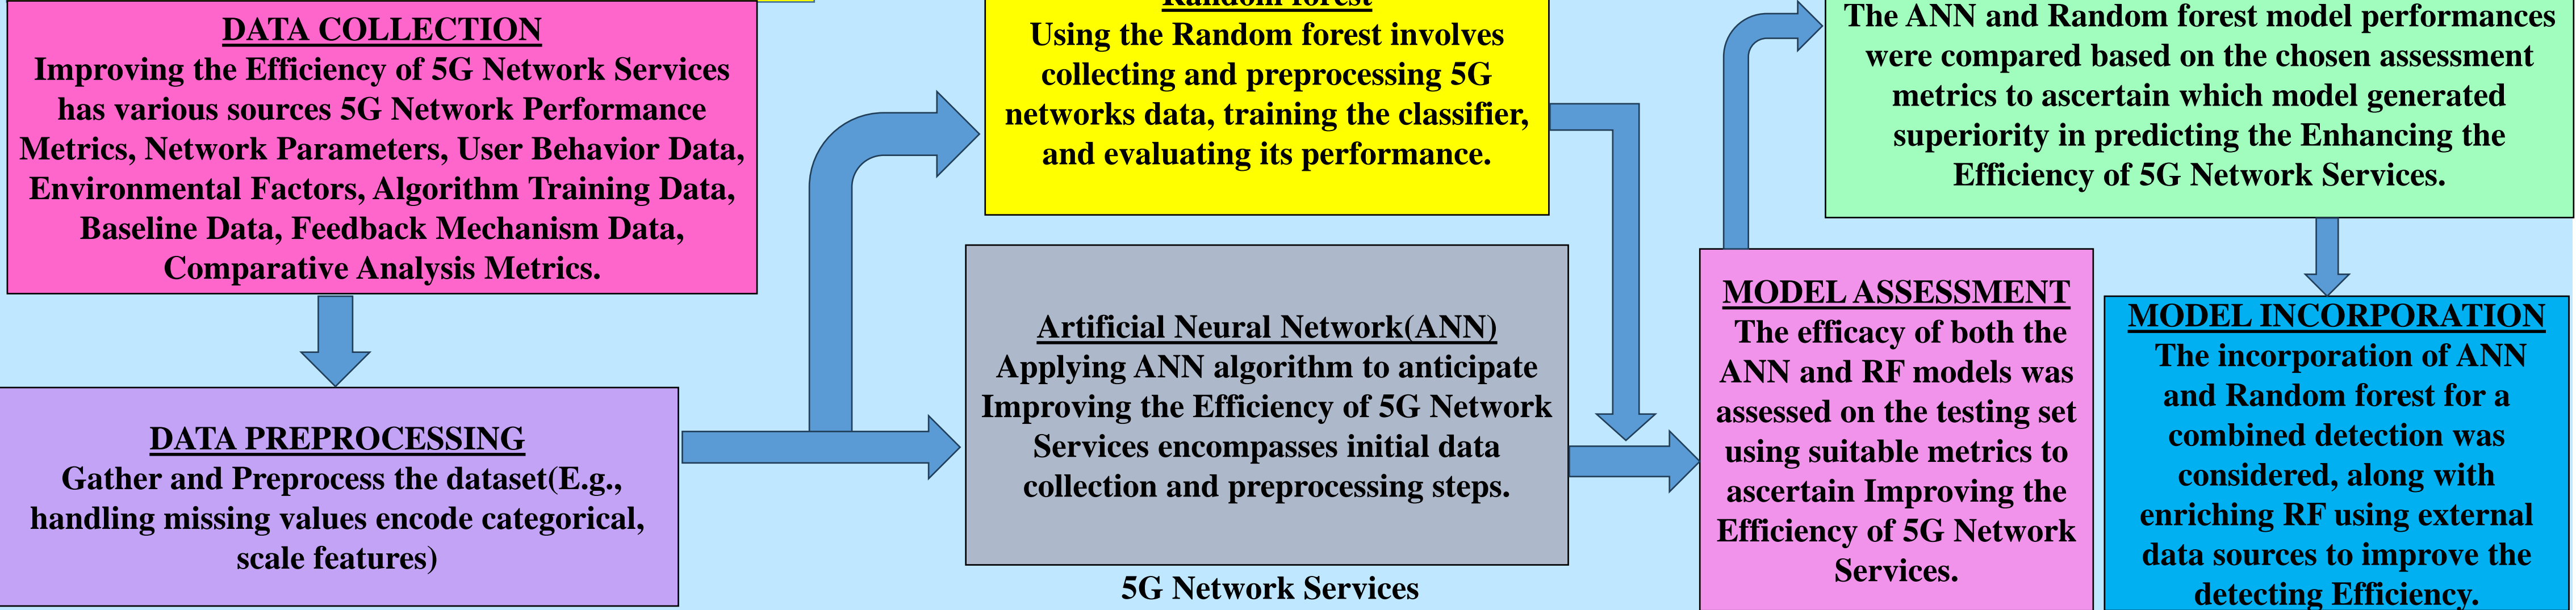 DATA COLLECTION
Improving the Efficiency of 5G Network Services
has various sources 5G Network Performance
Metrics, Network Parameters, User Behavior Data,
Environmental Factors, Algorithm Training Data,
Baseline Data, Feedback Mechanism Data,
Comparative Analysis Metrics.
DATA PREPROCESSING
Gather and Preprocess the dataset(E.g.,
handling missing values encode categorical,
scale features)
Random forest
Using the Random forest involves
collecting and preprocessing 5G
networks data, training the classifier,
and evaluating its performance.
Artificial Neural Network(ANN)
Applying ANN algorithm to anticipate
Improving the Efficiency of 5G Network
Services encompasses initial data
collection and preprocessing steps.
5G Network Services
MODEL ASSESSMENT
The efficacy of both the
ANN and RF models was
assessed on the testing set
using suitable metrics to
ascertain Improving the
Efficiency of 5G Network
Services.
The ANN and Random forest model performances
were compared based on the chosen assessment
metrics to ascertain which model generated
superiority in predicting the Enhancing the
Efficiency of 5G Network Services.
MODEL INCORPORATION
The incorporation of ANN
and Random forest for a
combined detection was
considered, along with
enriching RF using external
data sources to improve the
detecting Efficiency.